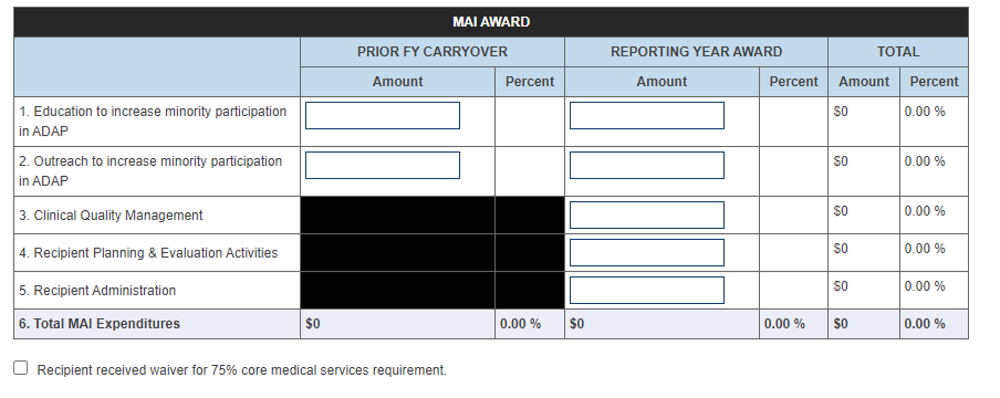 MAI AWARD
PRIOR FY CARRYOVER REPORTING YEAR AWARD TOTAL
Amount Percent Amount Percent Amount Percent
1. Education to increase minority participation
in ADAP
$0 0.00 %
2. Outreach to increase minority participation
in ADAP
$0 0.00 %
3. Clinical Quality Management $0 0.00 %
4. Recipient Planning & Evaluation Activities $0 0.00 %
5. Recipient Administration $0 0.00 %
6. Total MAI Expenditures $0 0.00 % $0 0.00 % $0 0.00 %
Recipient received waiver for 75% core medical services requirement.